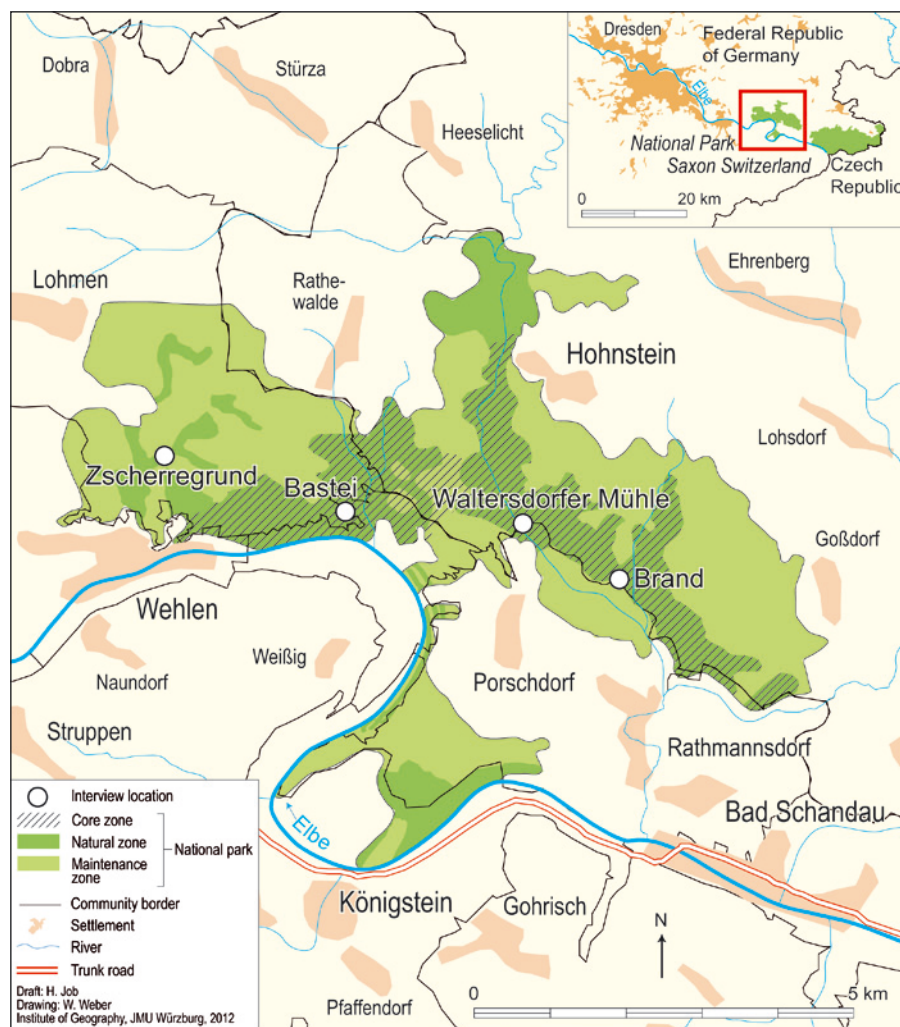 Dresden
Federal Republic
of Germany
Elbe
National Park
Saxon Switzerland
Czech
Republic
0
20 km
Dobra
Stürza
Heeselicht
Lohmen
Rathe-
walde
Ehrenberg
Hohnstein
Lohsdorf
Zscherregrund
Bastei
Waltersdorfer Mühle
Goßdorf
Brand
Wehlen
Weißig
Naundorf
Porschdorf
Struppen
Rathmannsdorf
Bad Schandau
Elbe
Königstein
Gohrisch
Pfaffendorf
N
0
5 km
Interview location
Core zone
Natural zone
National park
Maintenance
zone
Community border
Settlement
River
Trunk road
Draft: H. Job
Drawing: W. Weber
Institute of Geography, JMU Würzburg, 2012